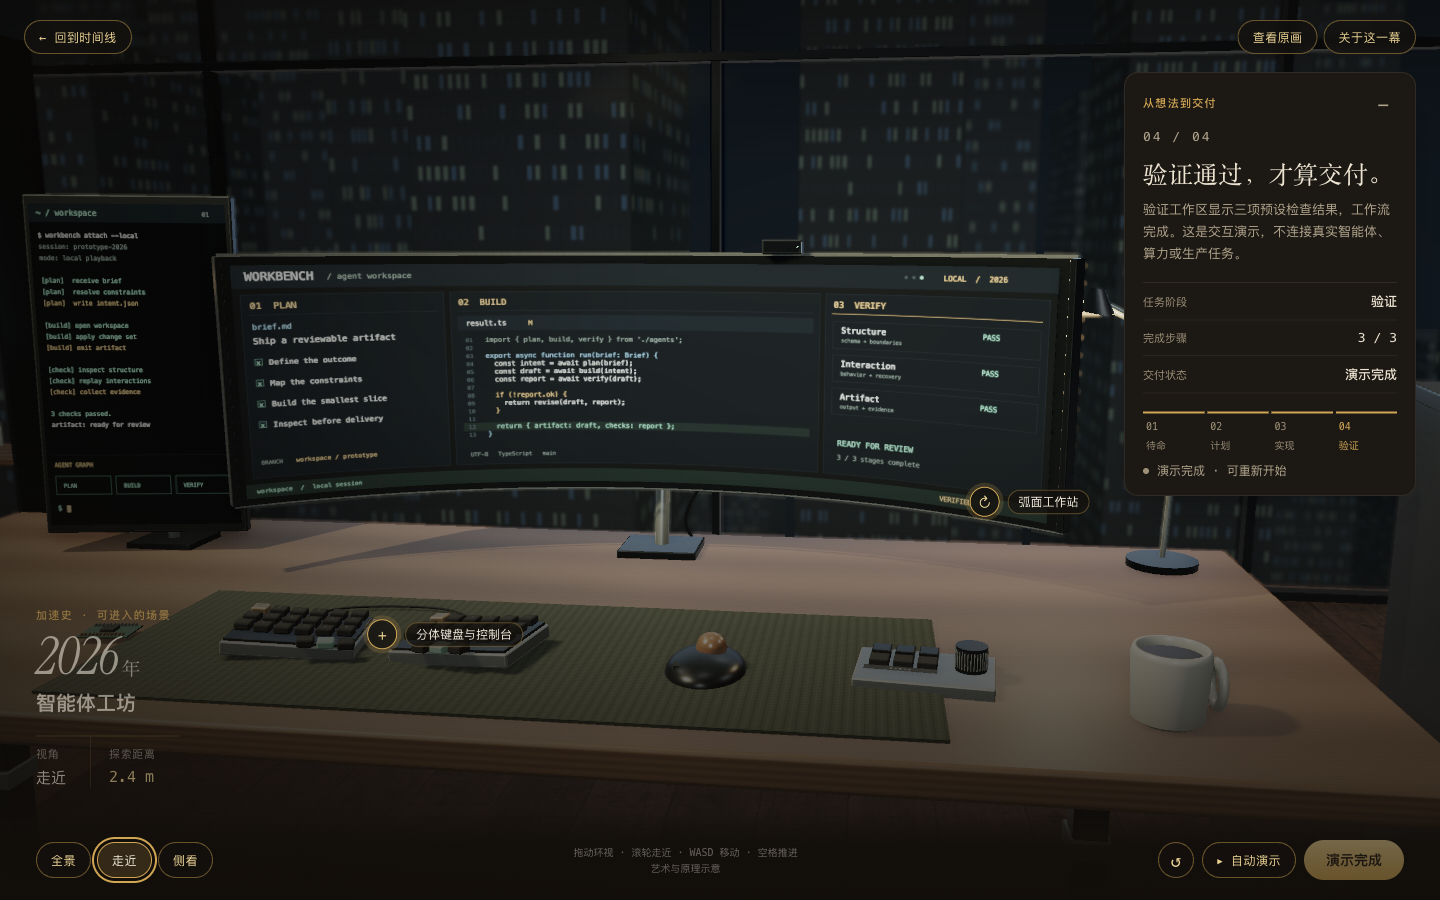 ← 回到时间线
查看原画
关于这一幕
从想法到交付
—
04 / 04
验证通过，才算交付。
验证工作区显示三项预设检查结果，工作流
完成。这是交互演示，不连接真实智能体、
算力或生产任务。
任务阶段 验证
完成步骤 3 / 3
交付状态 演示完成
01 02 03 04
待命 计划 实现 验证
演示完成 · 可重新开始
~ / workspace 01
$ workbench attach --local
session: prototype-2026
mode: local playback
[plan] receive brief
[plan] resolve constraints
[plan] write intent.json
[build] open workspace
[build] apply change set
[build] emit artifact
[check] inspect structure
[check] replay interactions
[check] collect evidence
3 checks passed.
artifact: ready for review
AGENT GRAPH
PLAN BUILD VERIFY
$
WORKBENCH / agent workspace LOCAL / 2026
01 PLAN
brief.md
Ship a reviewable artifact
Define the outcome
Map the constraints
Build the smallest slice
Inspect before delivery
BRANCH workspace / prototype
02 BUILD
result.ts M
01 import { plan, build, verify } from './agents';
02
03 export async function run(brief: Brief) {
04 const intent = await plan(brief);
05 const draft = await build(intent);
06 const report = await verify(draft);
07
08 if (!report.ok) {
09 return revise(draft, report);
10 }
11
12 return { artifact: draft, checks: report };
13 }
UTF-8 TypeScript main
03 VERIFY
Structure PASS
schema + boundaries
Interaction PASS
behavior + recovery
Artifact PASS
output + evidence
READY FOR REVIEW
3 / 3 stages complete
workspace / local session
VERIFIE
弧面工作站
分体键盘与控制台
加速史 · 可进入的场景
2026年
智能体工坊
视角 探索距离
走近 2.4 m
全景
走近
侧看
拖动环视 · 滚轮走近 · WASD 移动 · 空格推进
艺术与原理示意
↺
▸ 自动演示
演示完成